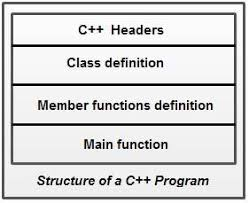 C++ Headers
Class definition
Member functions definition
Main function
Structure of a C++ Program